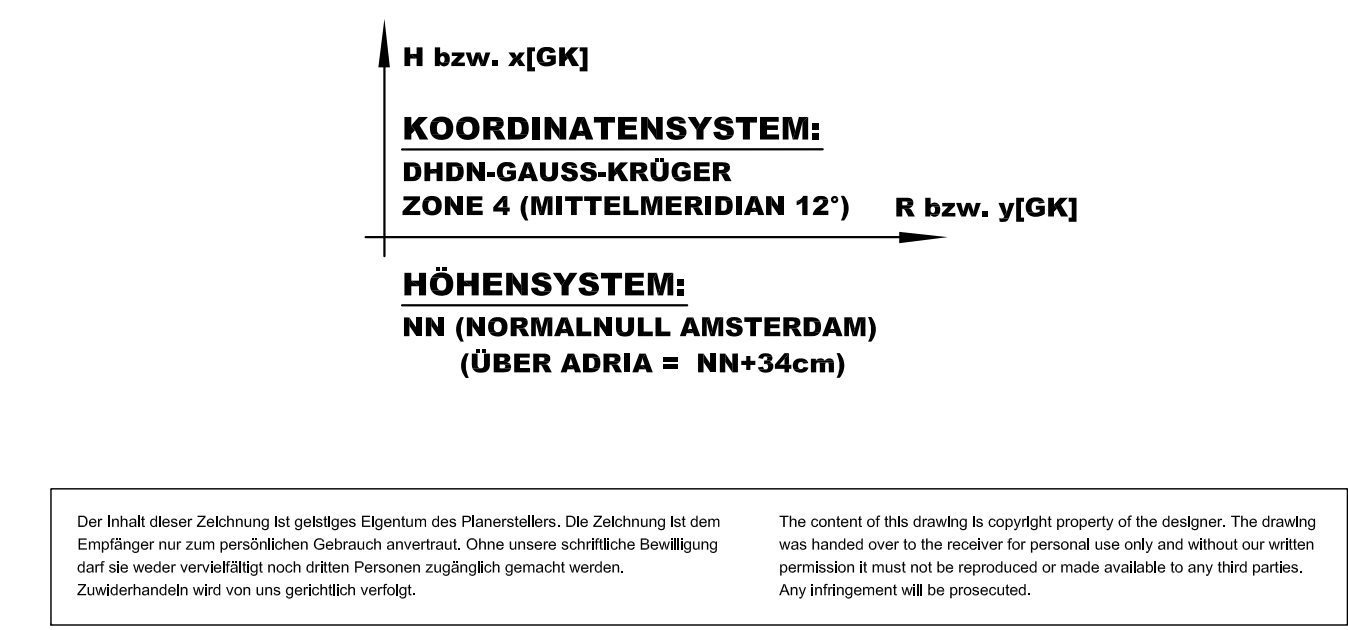 H bzw. x[GK]
KOORDINATENSYSTEM:
DHDN-GAUSS-KRÜGER
ZONE 4 (MITTELMERIDIAN 12°)
R bzw. y[GK]
HÖHENSYSTEM:
NN (NORMALNULL AMSTERDAM)
(ÜBER ADRIA = NN+34cm)
Der Inhalt dieser Zeichnung ist geistiges Eigentum des Planerstellers. Die Zeichnung ist dem
Empfänger nur zum persönlichen Gebrauch anvertraut. Ohne unsere schriftliche Bewilligung
darf sie weder vervielfältigt noch dritten Personen zugänglich gemacht werden.
Zuwiderhandeln wird von uns gerichtlich verfolgt.
The content of this drawing is copyright property of the designer. The drawing
was handed over to the receiver for personal use only and without our written
permission it must not be reproduced or made available to any third parties.
Any infringement will be prosecuted.